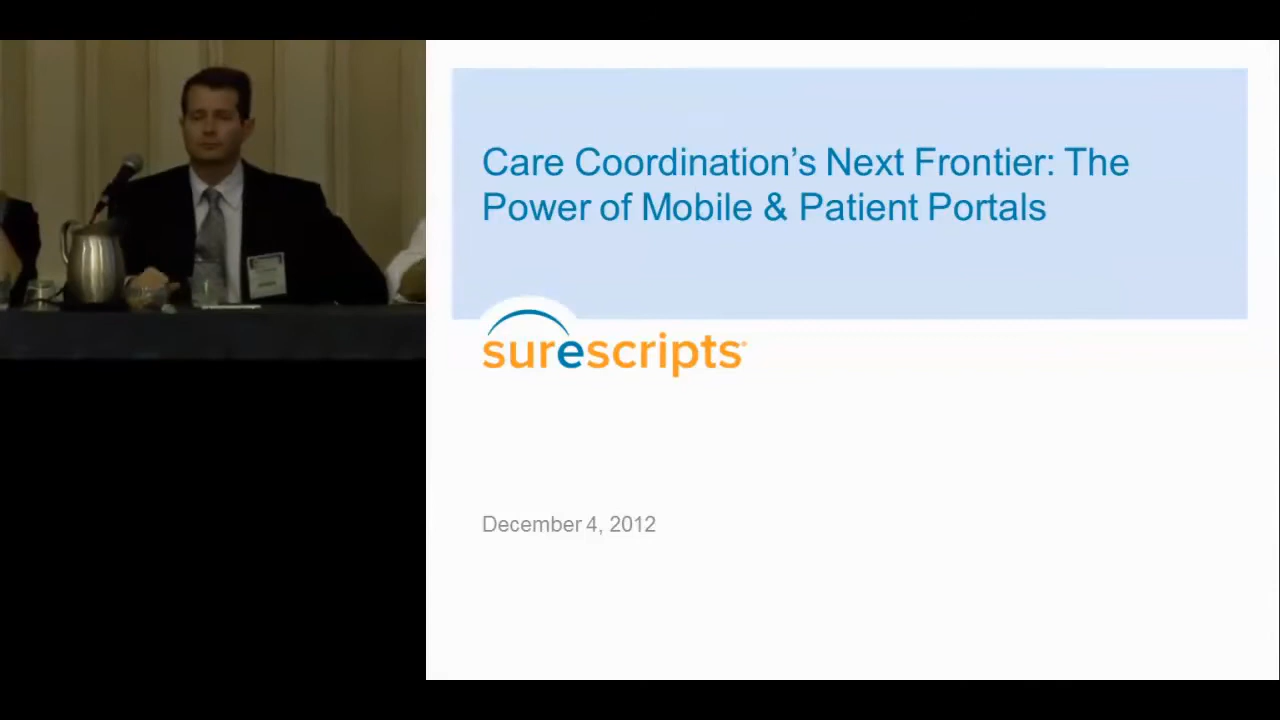 Care Coordination’s Next Frontier: The
Power of Mobile & Patient Portals
surescripts
December 4, 2012